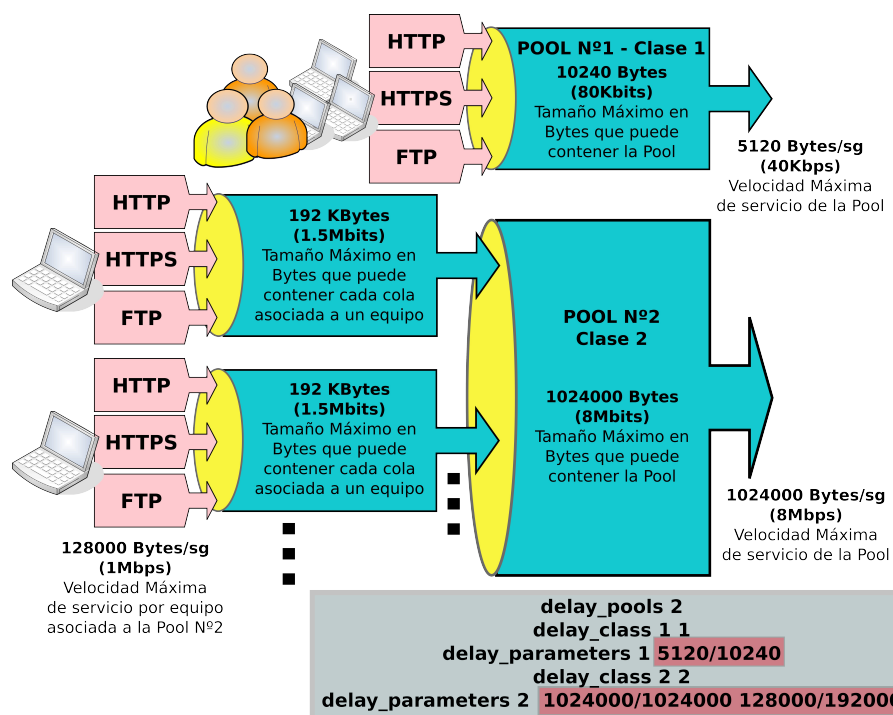 HTTP
HTTPS
FTP
POOL Nº1 - Clase 1
10240 Bytes
(80Kbits)
Tamaño Máximo en
Bytes que puede
contener la Pool
5120 Bytes/sg
(40Kbps)
Velocidad Máxima
de servicio de la Pool
HTTP
HTTPS
FTP
192 KBytes
(1.5Mbits)
Tamaño Máximo en
Bytes que puede
contener cada cola
asociada a un equipo
HTTP
HTTPS
FTP
192 KBytes
(1.5Mbits)
Tamaño Máximo en
Bytes que puede
contener cada cola
asociada a un equipo
POOL Nº2
Clase 2
1024000 Bytes
(8Mbits)
Tamaño Máximo en
Bytes que puede
contener la Pool
1024000 Bytes/sg
(8Mbps)
Velocidad Máxima
de servicio de la Pool
128000 Bytes/sg
(1Mbps)
Velocidad Máxima
de servicio por equipo
asociada a la Pool Nº2
delay_pools 2
delay_class 1 1
delay_parameters 1 5120/10240
delay_class 2 2
delay_parameters 2 1024000/1024000 128000/192000